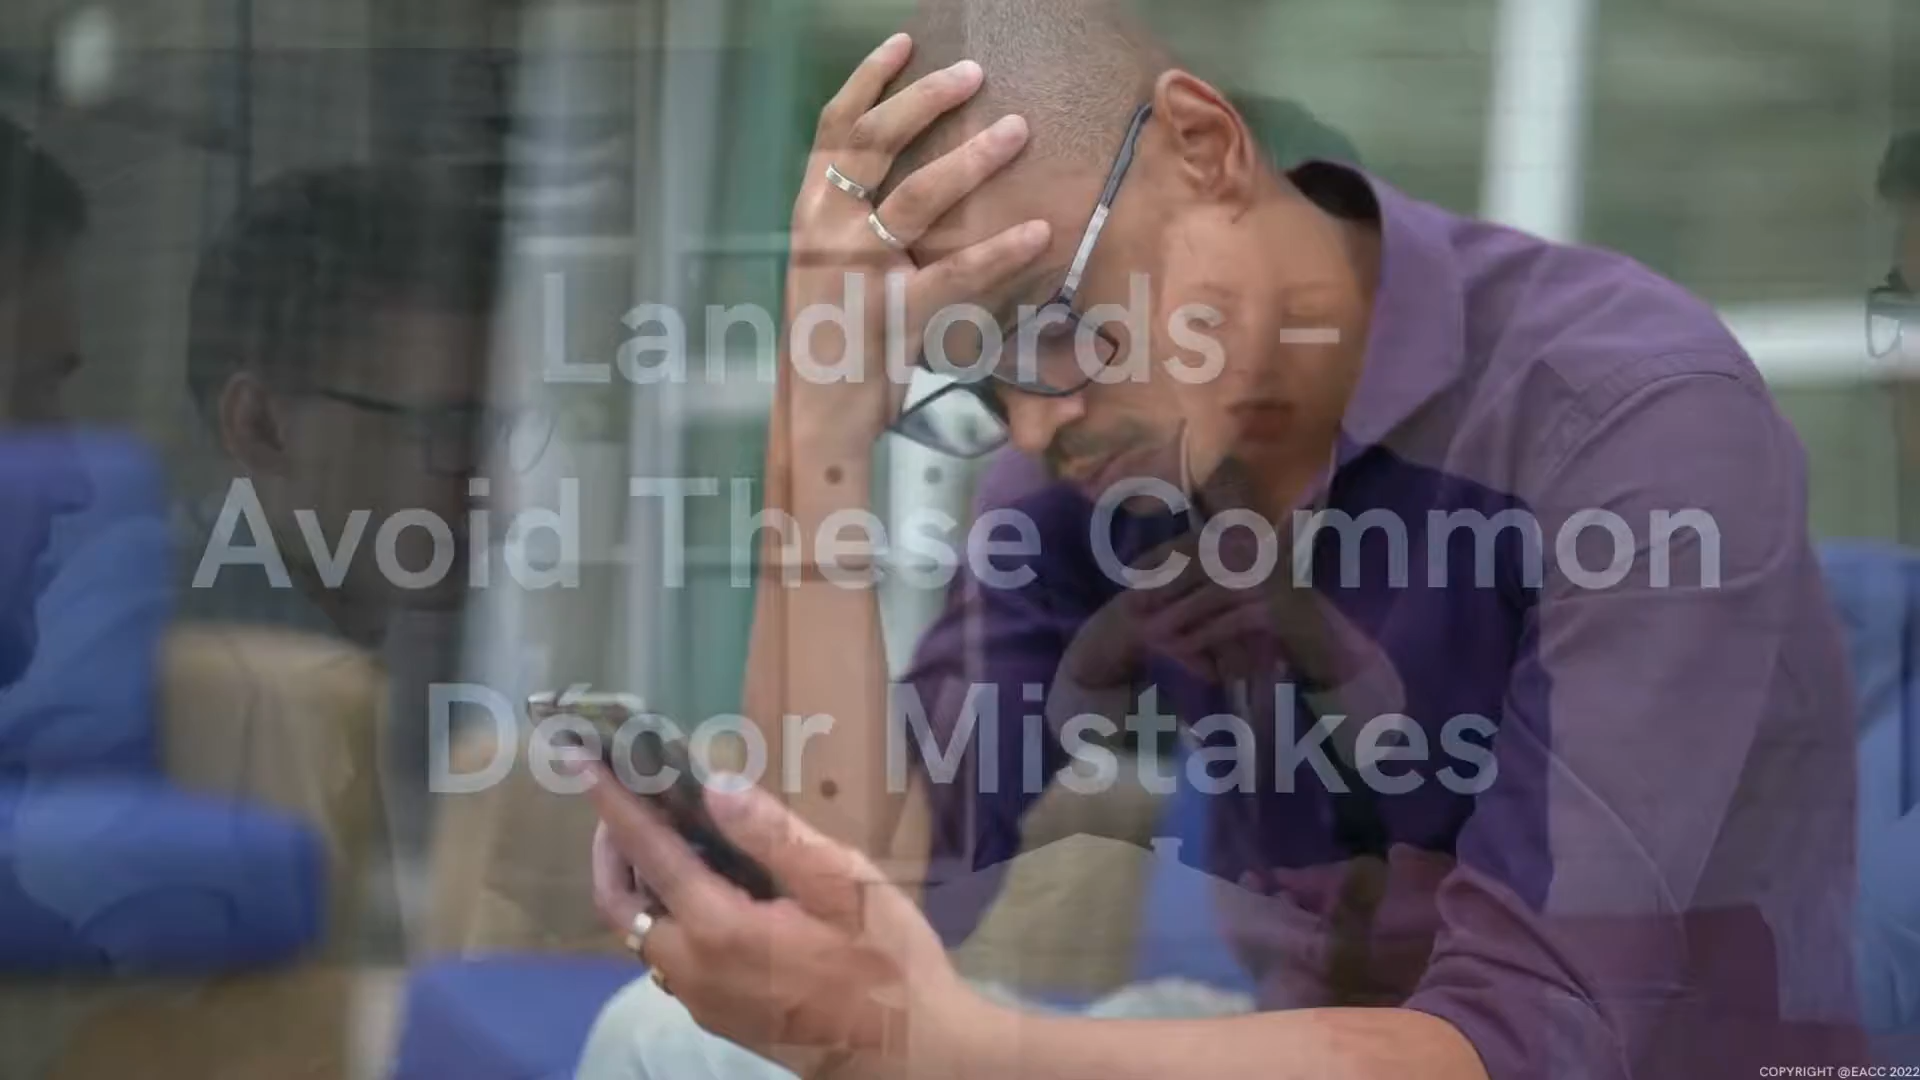 Landlords –
Avoid These Common
Décor Mistakes
COPYRIGHT @EACC 2022